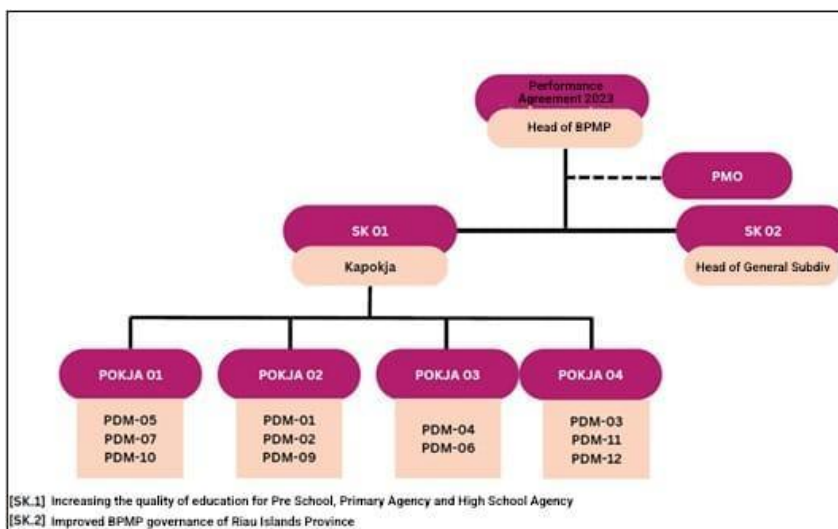 Performance
Agreement 2023
Head of BPMP
PMO
SK 01
SK 02
Kapokja
Head of General Subdiv
POKJA 01
POKJA 02
POKJA 03
POKJA 04
PDM-05
PDM-07
PDM-10
PDM-01
PDM-02
PDM-09
PDM-04
PDM-06
PDM-03
PDM-11
PDM-12
[SK.1] Increasing the quality of education for Pre School, Primary Agency and High School Agency
[SK.2] Improved BPMP governance of Riau Islands Province